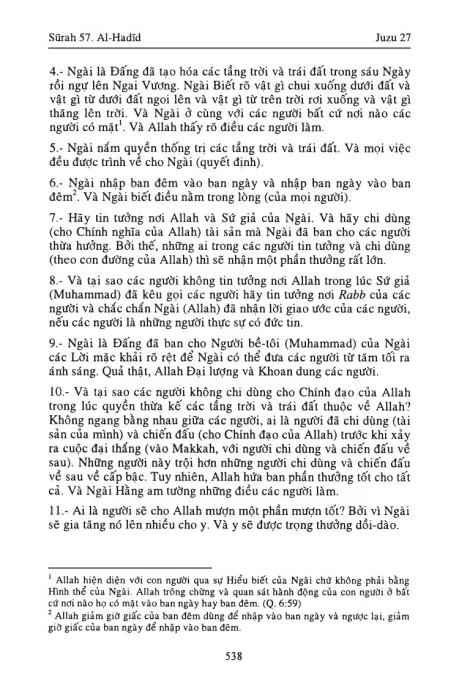 Sūrah 57. Al-Hadīd Juzu 27
4.- Ngài là Đấng đã tạo hóa các tầng trời và trái đất trong sáu Ngày
rồi ngự lên Ngai Vương. Ngài Biết rõ vật gì chui xuống dưới đất và
vật gì từ dưới đất ngoi lên và vật gì từ trên trời rơi xuống và vật gì
thăng lên trời. Và Ngài ở cùng với các người bất cứ nơi nào các
người có mặt¹. Và Allah thấy rõ điều các người làm.
5.- Ngài nắm quyền thống trị các tầng trời và trái đất. Và mọi việc
đều được trình về cho Ngài (quyết định).
6.- Ngài nhập ban đêm vào ban ngày và nhập ban ngày vào ban
đêm². Và Ngài biết điều nằm trong lòng (của mọi người).
7.- Hãy tin tưởng nơi Allah và Sứ giả của Ngài. Và hãy chi dùng
(cho Chính nghĩa của Allah) tài sản mà Ngài đã ban cho các người
thừa hưởng. Bởi thế, những ai trong các người tin tưởng và chi dùng
(theo con đường của Allah) thì sẽ nhận một phần thưởng rất lớn.
8.- Và tại sao các người không tin tưởng nơi Allah trong lúc Sứ giả
(Muhammad) đã kêu gọi các người hãy tin tưởng nơi Rabb của các
người và chắc chắn Ngài (Allah) đã nhận lời giao ước của các người,
nếu các người là những người thực sự có đức tin.
9.- Ngài là Đấng đã ban cho Người bề-tôi (Muhammad) của Ngài
các Lời mặc khải rõ rệt để Ngài có thể đưa các người từ tăm tối ra
ánh sáng. Quả thật, Allah Đại lượng và Khoan dung các người.
10.- Và tại sao các người không chi dùng cho Chính đạo của Allah
trong lúc quyền thừa kế các tầng trời và trái đất thuộc về Allah?
Không ngang bằng nhau giữa các người, ai là người đã chi dùng (tài
sản của mình) và chiến đấu (cho Chính đạo của Allah) trước khi xảy
ra cuộc đại thắng (vào Makkah, với người chi dùng và chiến đấu về
sau). Những người này trội hơn những người chi dùng và chiến đấu
về sau về cấp bậc. Tuy nhiên, Allah hứa ban phần thưởng tốt cho tất
cả. Và Ngài Hằng am tường những điều các người làm.
11.- Ai là người sẽ cho Allah mượn một phần mượn tốt? Bởi vì Ngài
sẽ gia tăng nó lên nhiều cho y. Và y sẽ được trọng thưởng dồi-dào.
¹ Allah hiện diện với con người qua sự Hiểu biết của Ngài chứ không phải bằng
Hình thể của Ngài. Allah trông chừng và quan sát hành động của con người ở bất
cứ nơi nào họ có mặt vào ban ngày hay ban đêm. (Q. 6:59)
² Allah giảm giờ giấc của ban đêm dùng để nhập vào ban ngày và ngược lại, giảm
giờ giấc của ban ngày để nhập vào ban đêm.
538